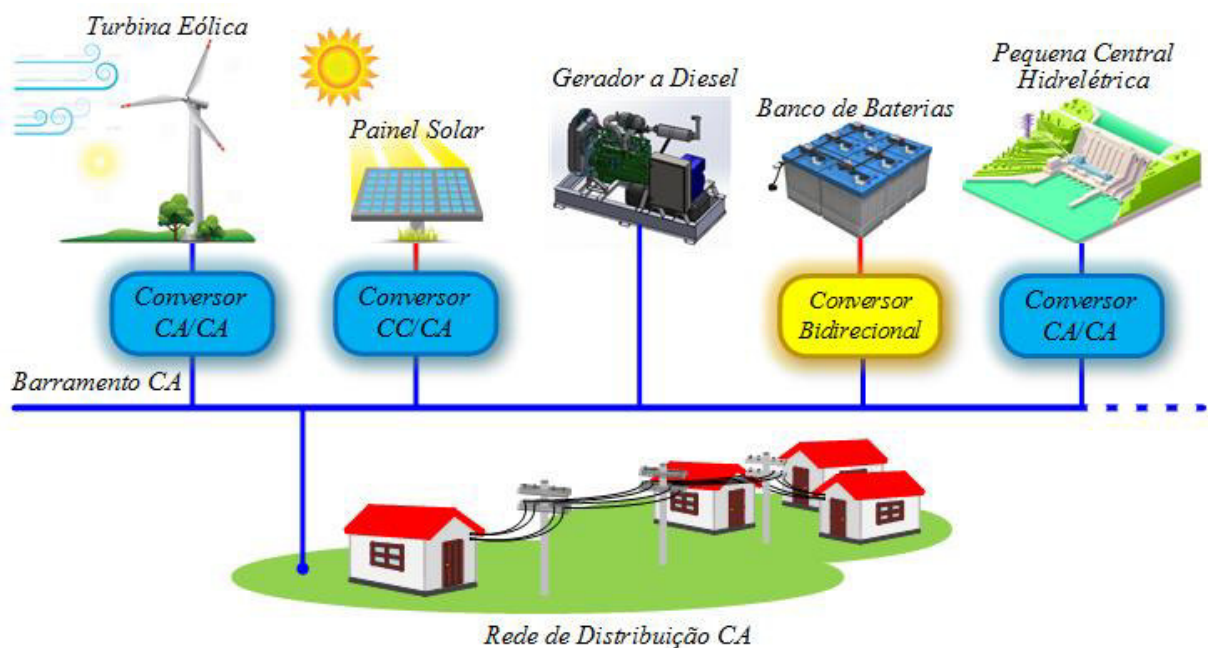 Turbina Eólica
Painel Solar
Gerador a Diesel
Banco de Baterias
Pequena Central
Hidrelétrica
Conversor
CA/CA
Conversor
CC/CA
Conversor
Bidirecional
Conversor
CA/CA
Barramento CA
Rede de Distribuição CA